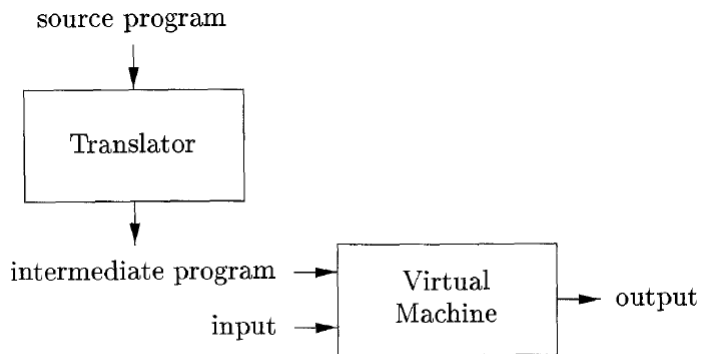 source program
Translator
intermediate program
Virtual
Machine
input
output